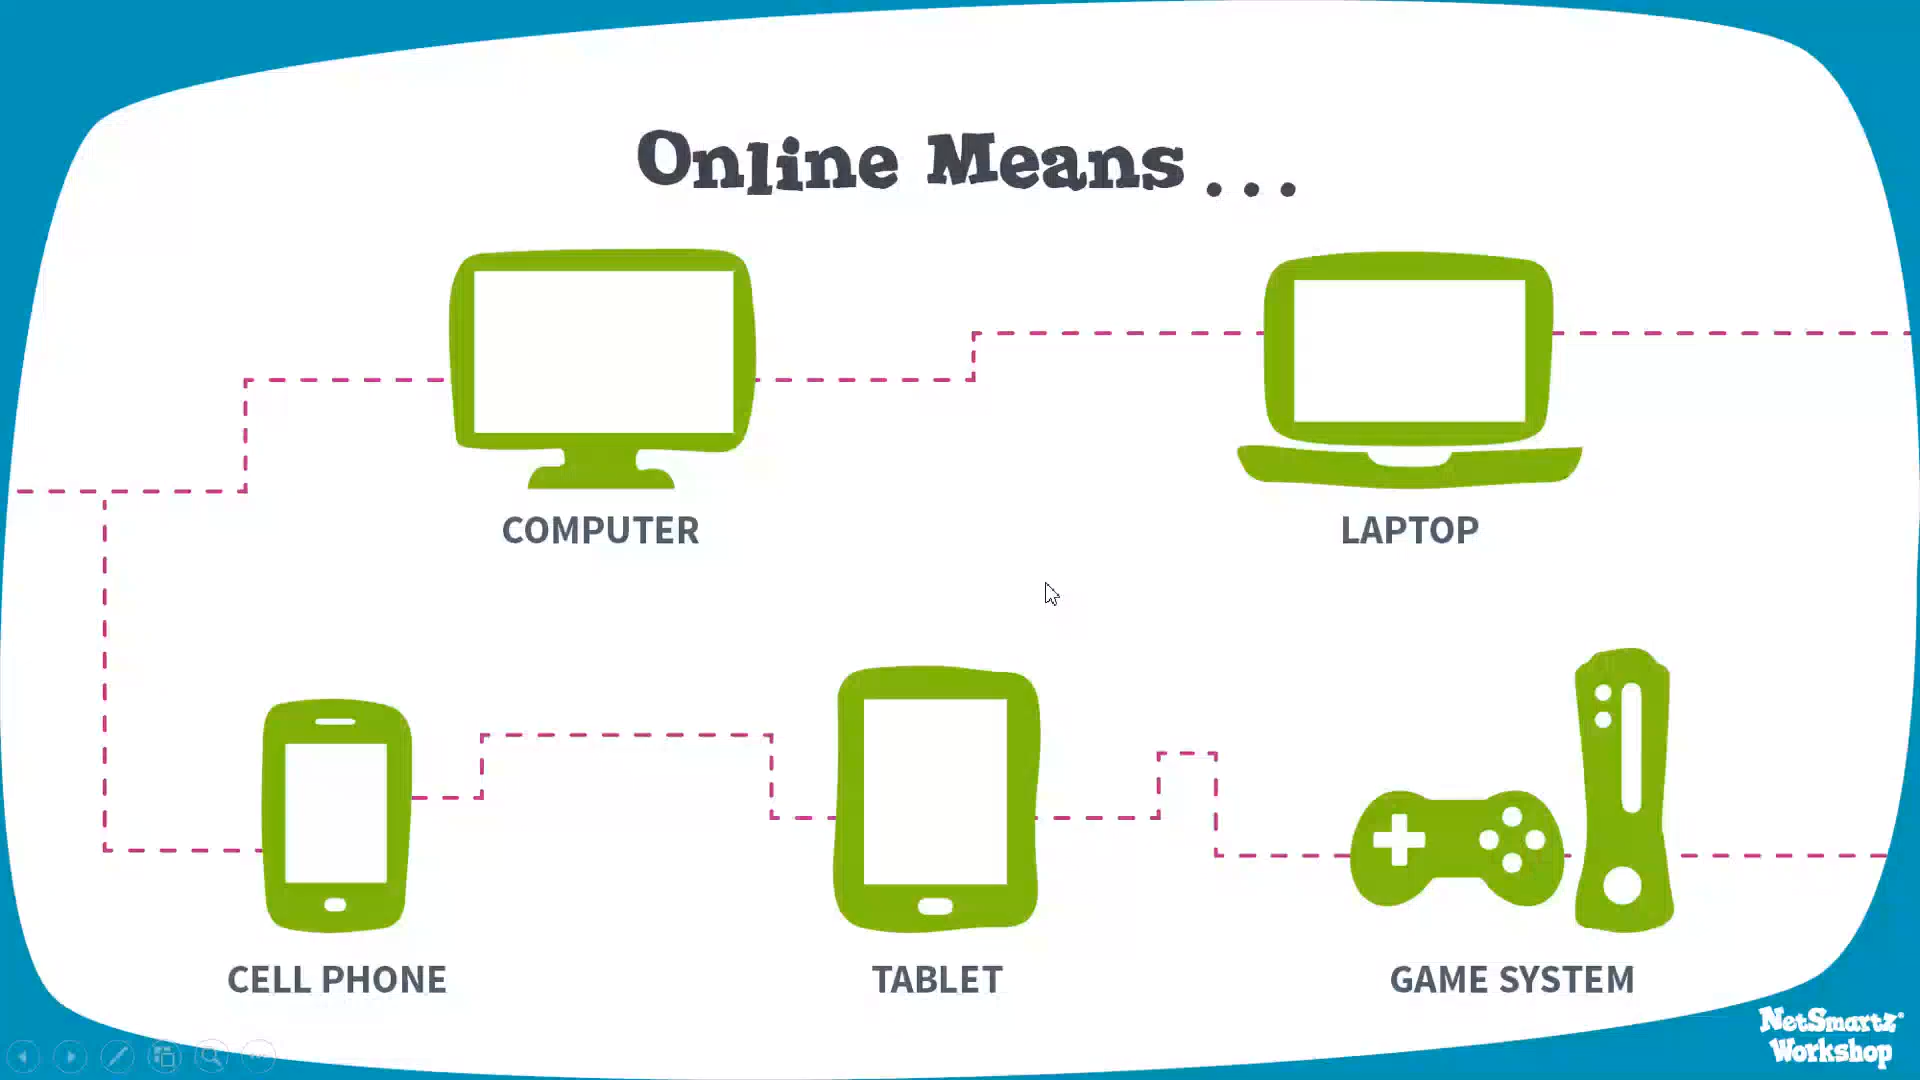 Online Means . . .
COMPUTER
LAPTOP
CELL PHONE
TABLET
GAME SYSTEM
NetSmartz®
Workshop